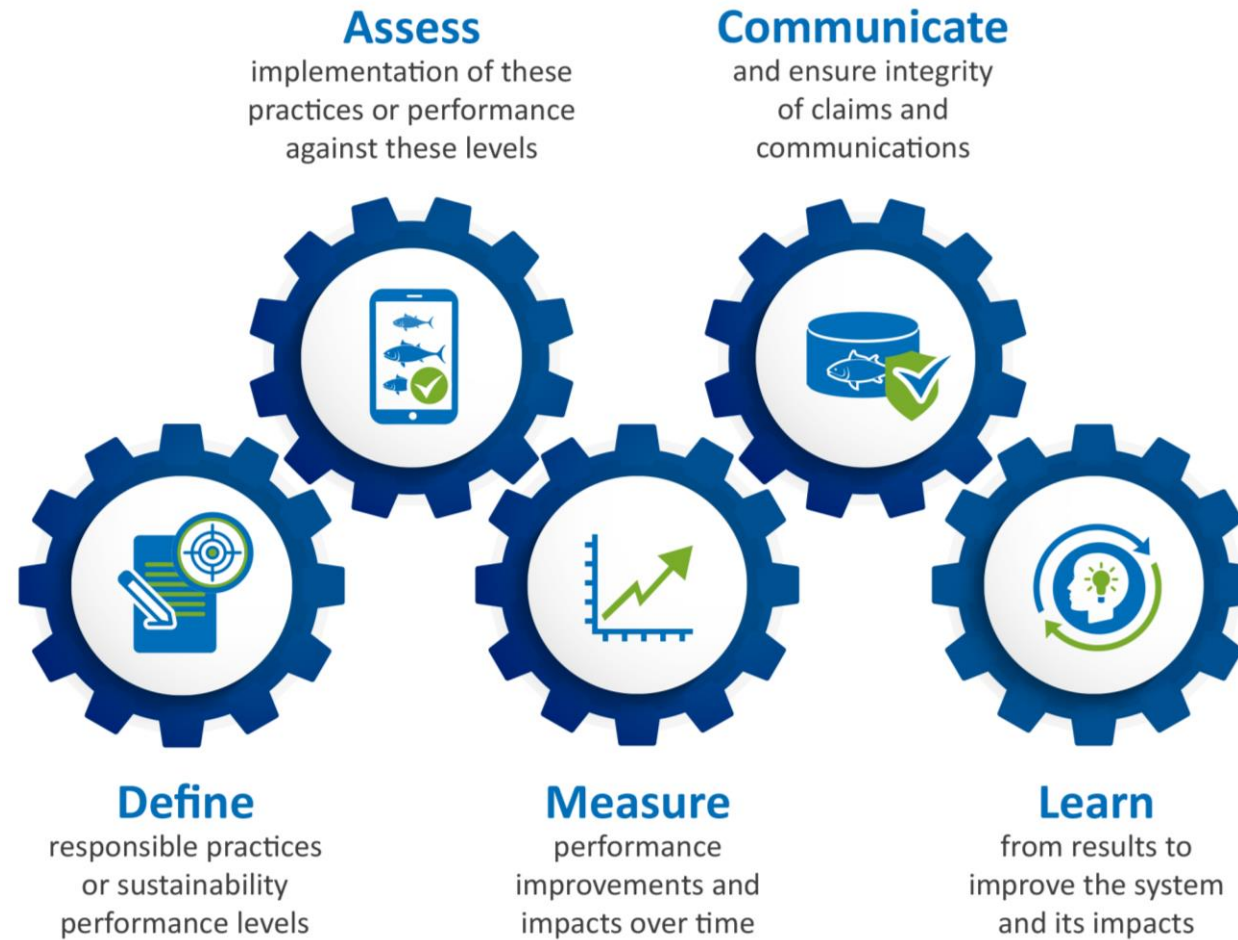 Assess
implementation of these
practices or performance
against these levels
Communicate
and ensure integrity
of claims and
communications
Define
responsible practices
or sustainability
performance levels
Measure
performance
improvements and
impacts over time
Learn
from results to
improve the system
and its impacts